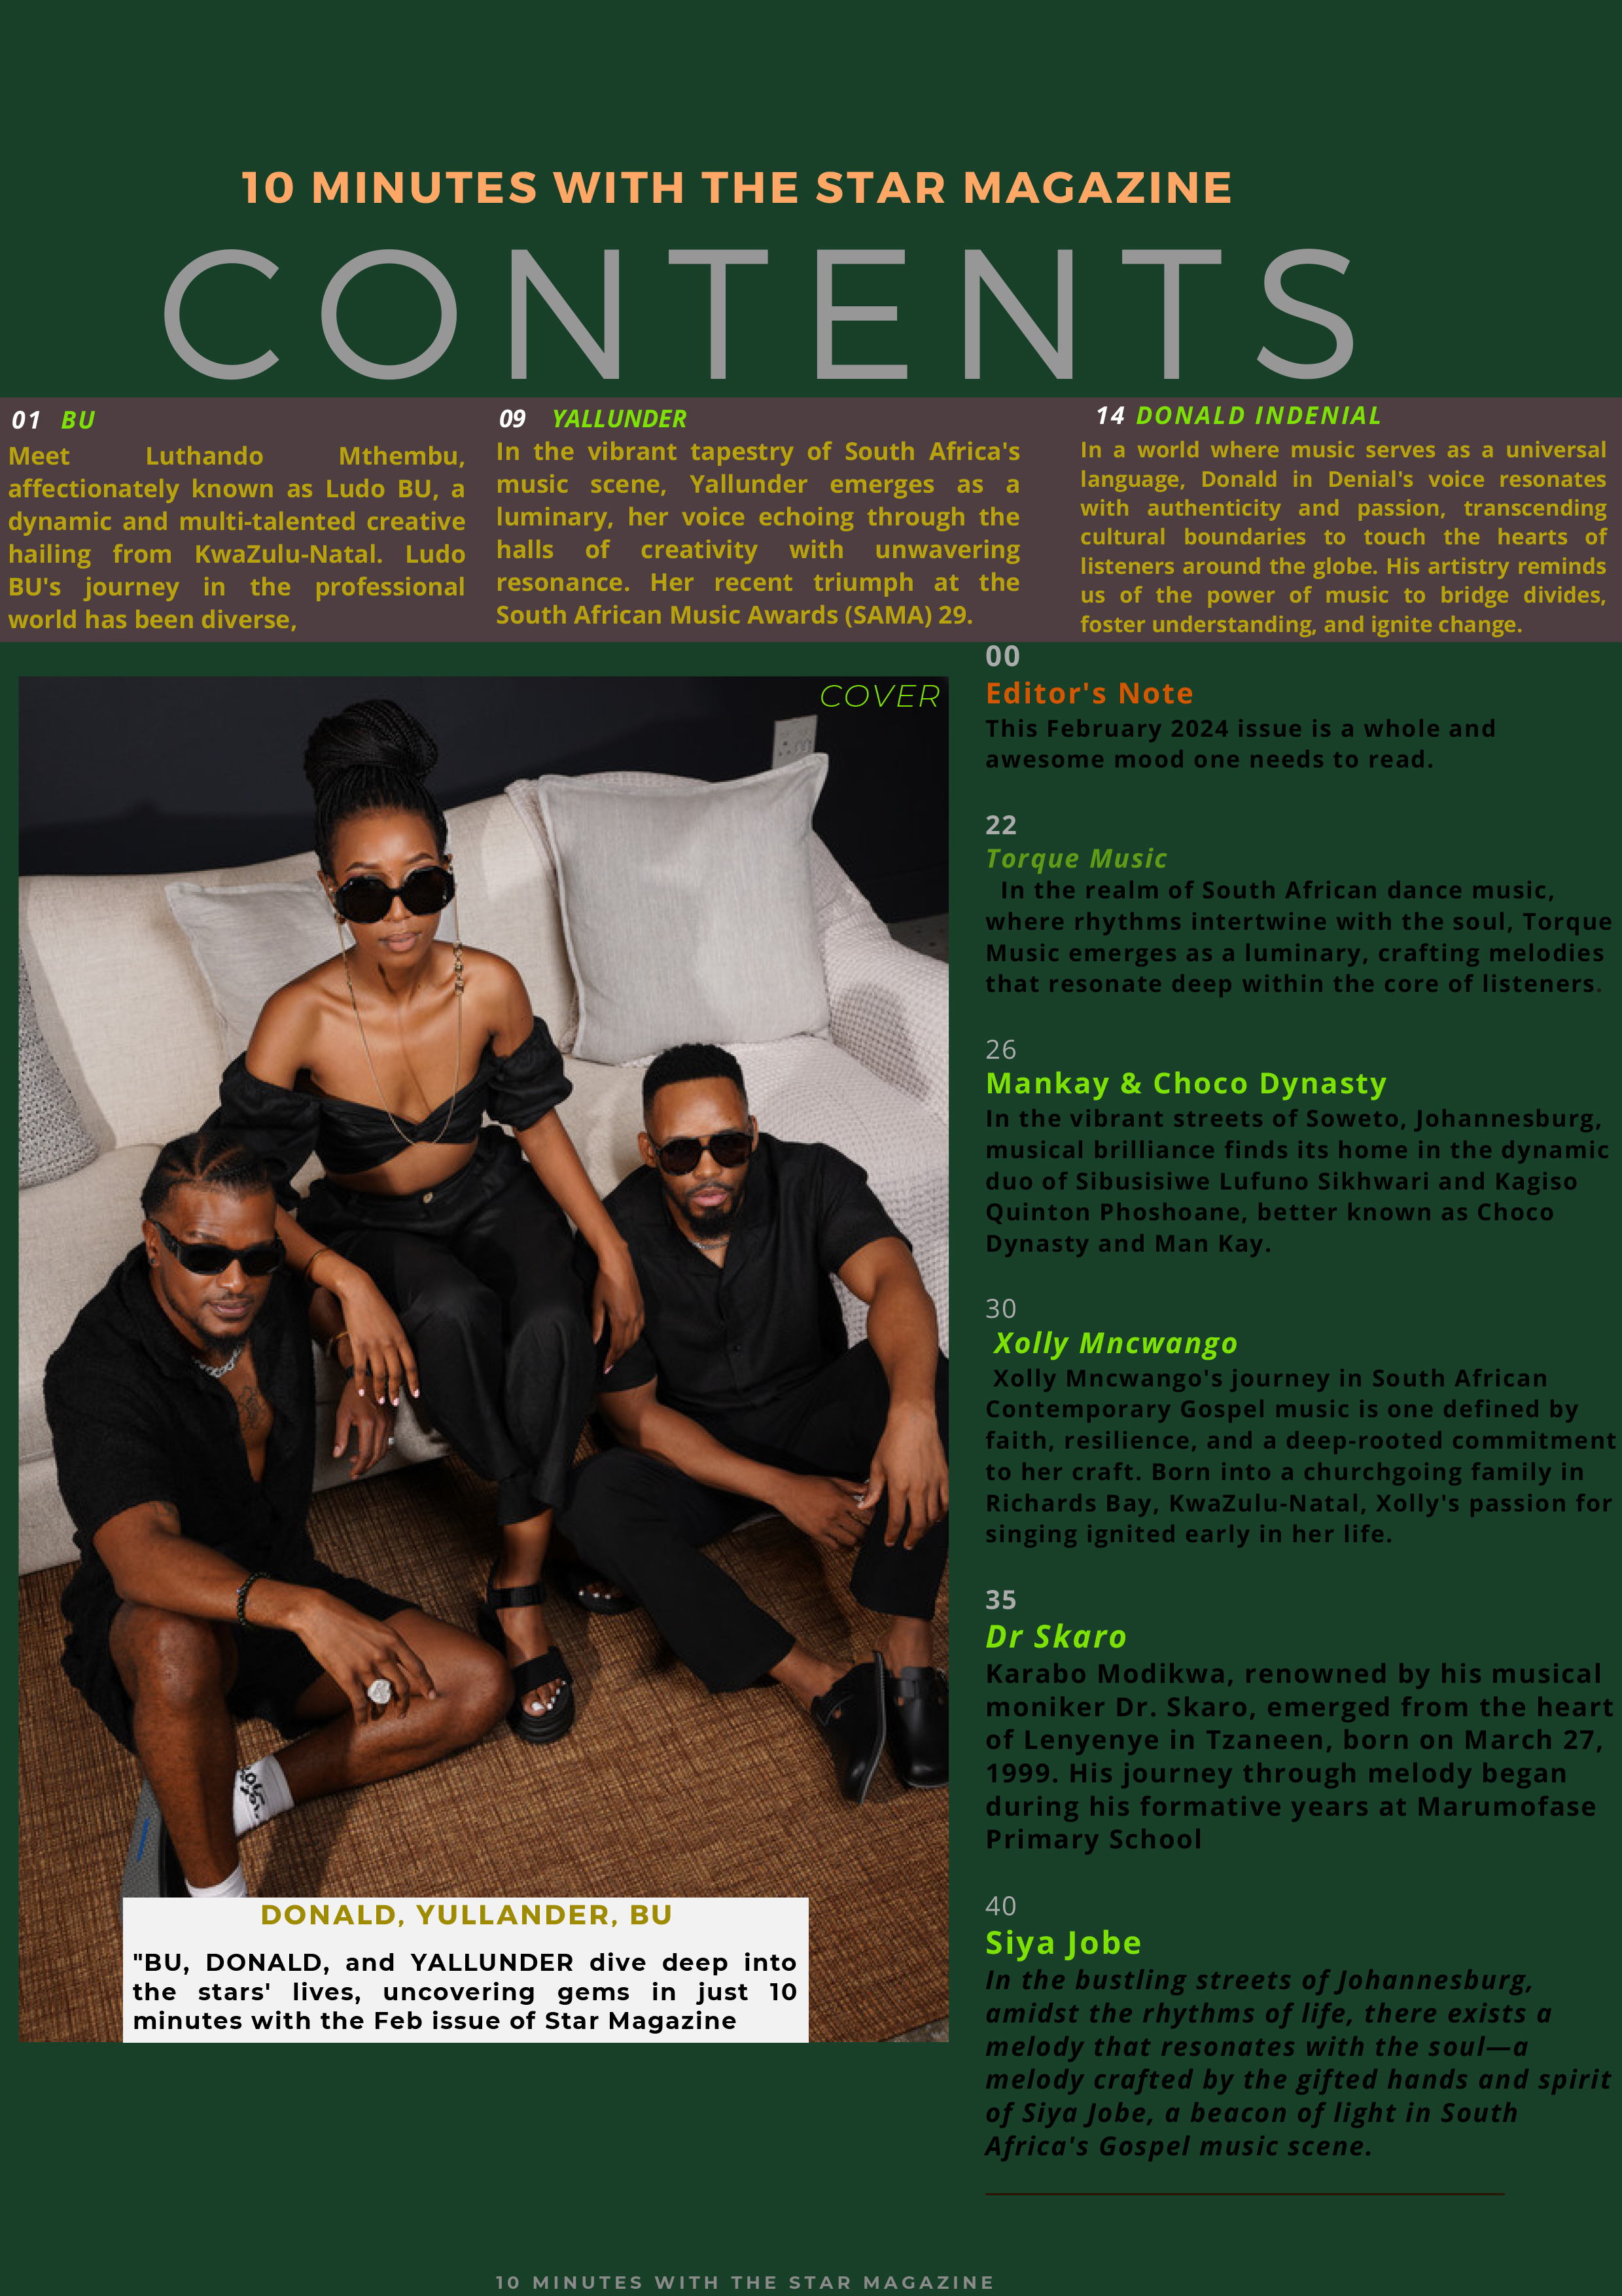 10 MINUTES WITH THE STAR MAGAZINE
CONTENTS
01 BU
Meet Luthando Mthembu,
affectionately known as Ludo BU, a
dynamic and multi-talented creative
hailing from KwaZulu-Natal. Ludo
BU's journey in the professional
world has been diverse,
09 YALLUNDER
In the vibrant tapestry of South Africa's
music scene, Yallunder emerges as a
luminary, her voice echoing through the
halls of creativity with unwavering
resonance. Her recent triumph at the
South African Music Awards (SAMA) 29.
14 DONALD INDENIAL
In a world where music serves as a universal
language, Donald in Denial's voice resonates
with authenticity and passion, transcending
cultural boundaries to touch the hearts of
listeners around the globe. His artistry reminds
us of the power of music to bridge divides,
foster understanding, and ignite change.
COVER
DONALD, YULLANDER, BU
"BU, DONALD, and YALLUNDER dive deep into
the stars' lives, uncovering gems in just 10
minutes with the Feb issue of Star Magazine
00
Editor's Note
This February 2024 issue is a whole and
awesome mood one needs to read.
22
Torque Music
In the realm of South African dance music,
where rhythms intertwine with the soul, Torque
Music emerges as a luminary, crafting melodies
that resonate deep within the core of listeners.
26
Mankay & Choco Dynasty
In the vibrant streets of Soweto, Johannesburg,
musical brilliance finds its home in the dynamic
duo of Sibusisiwe Lufuno Sikhwari and Kagiso
Quinton Phoshoane, better known as Choco
Dynasty and Man Kay.
30
Xolly Mncwango
Xolly Mncwango's journey in South African
Contemporary Gospel music is one defined by
faith, resilience, and a deep-rooted commitment
to her craft. Born into a churchgoing family in
Richards Bay, KwaZulu-Natal, Xolly's passion for
singing ignited early in her life.
35
Dr Skaro
Karabo Modikwa, renowned by his musical
moniker Dr. Skaro, emerged from the heart
of Lenyenye in Tzaneen, born on March 27,
1999. His journey through melody began
during his formative years at Marumofase
Primary School
40
Siya Jobe
In the bustling streets of Johannesburg,
amidst the rhythms of life, there exists a
melody that resonates with the soul—a
melody crafted by the gifted hands and spirit
of Siya Jobe, a beacon of light in South
Africa's Gospel music scene.
10 MINUTES WITH THE STAR MAGAZINE